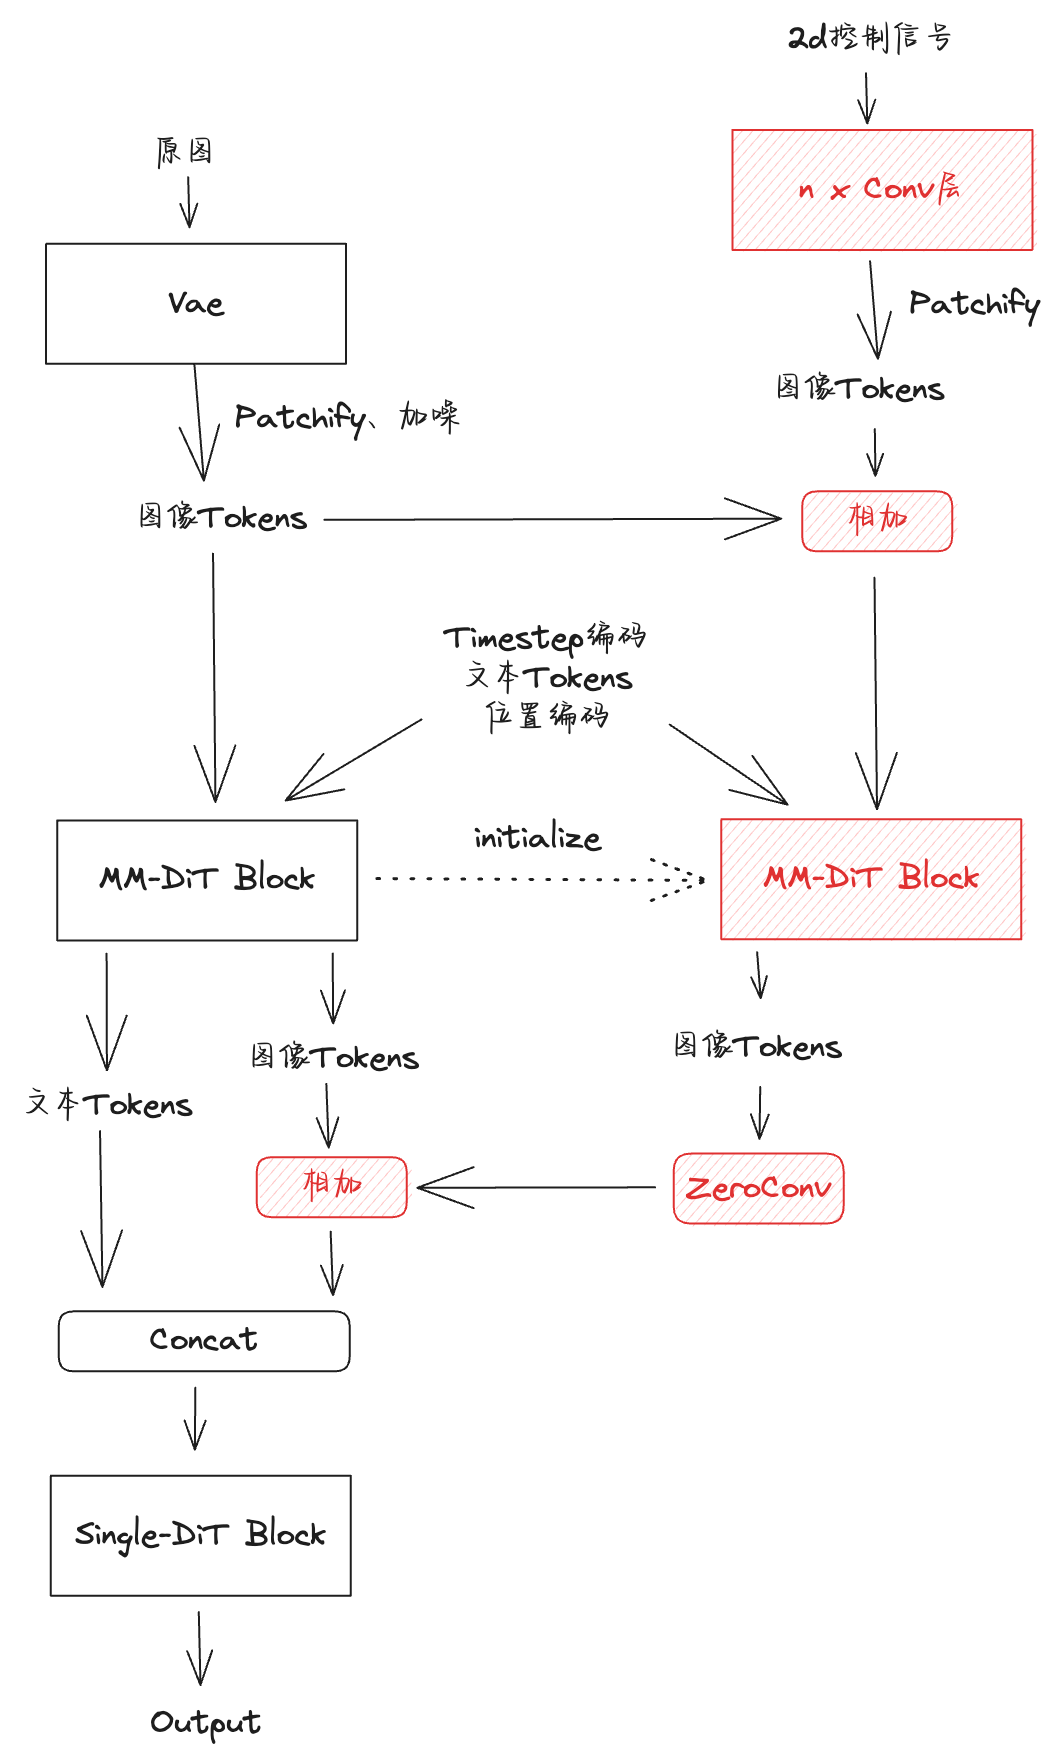 2d控制信号
原图
n x Conv层
Vae
Patchify
图像Tokens
Patchify、加噪
图像Tokens
相加
Timestep编码
文本Tokens
位置编码
initialize
MM-DiT Block
MM-DiT Block
图像Tokens
图像Tokens
文本Tokens
相加
ZeroConv
Concat
Single-DiT Block
Output